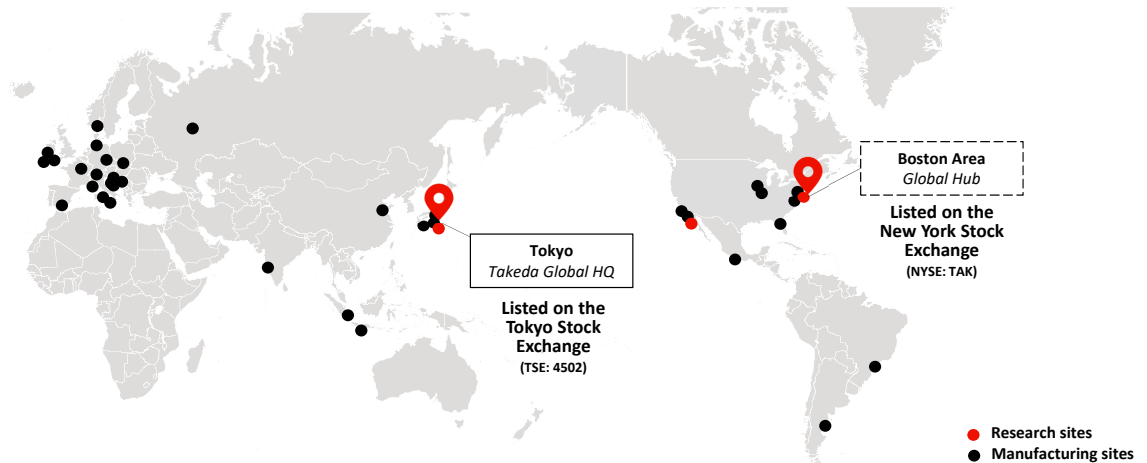 Boston Area
Global Hub
Listed on the
New York Stock
Exchange
(NYSE: TAK)
Tokyo
Takeda Global HQ
Listed on the
Tokyo Stock
Exchange
(TSE: 4502)
Research sites
Manufacturing sites